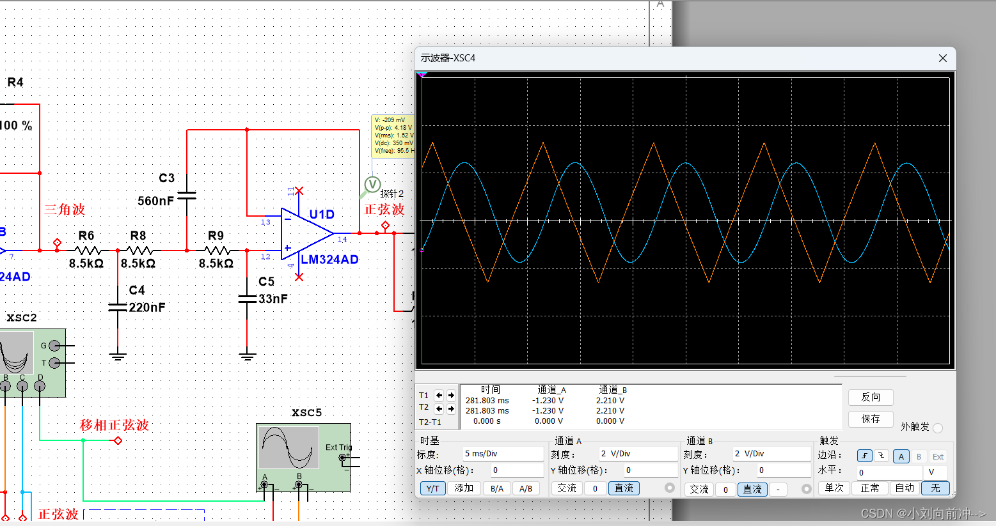 A
R4
100 %
示波器-XSC4
V: -209 mV
V(p-p): 4.18 V
V(rms): 1.52 V
V(dc): 350 mV
V(freq): 95.5 H
V
探针2
C3
560nF
11
U1D
三角波
正弦波
13
14
B
R6
R8
R9
7
8.5kΩ
8.5kΩ
8.5kΩ
12
LM324AD
4
24AD
C4
220nF
C5
33nF
XSC2
G
T
B C D
XSC5
移相正弦波
Ext Trig
A
B
正弦波
时间 通道_A 通道_B
T1 281.803 ms -1.230 V 2.210 V
T2 281.803 ms -1.230 V 2.210 V
T2-T1 0.000 s 0.000 V 0.000 V
反向
保存
外触发
时基
标度: 5 ms/Div
X 轴位移(格): 0
Y/T 添加 B/A A/B
通道 A
刻度: 2 V/Div
Y 轴位移(格): 0
交流 0 直流
通道 B
刻度: 2 V/Div
Y 轴位移(格): 0
交流 0 直流 -
触发
边沿: A B Ext
水平: 0 V
单次 正常 自动 无
CSDN @小刘向前冲-->